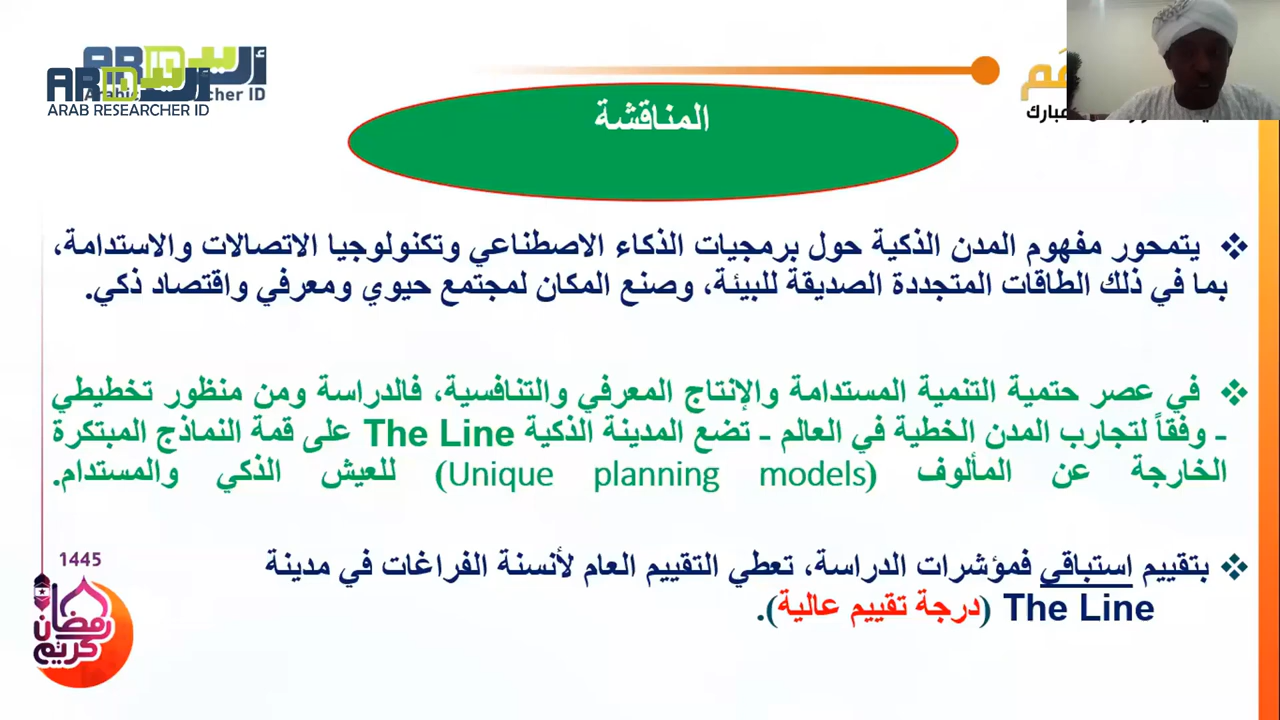 أريد
ARID
ARAB RESEARCHER ID
cher ID
المناقشة
❖ يتمحور مفهوم المدن الذكية حول برمجيات الذكاء الاصطناعي وتكنولوجيا الاتصالات والاستدامة،
بما في ذلك الطاقات المتجددة الصديقة للبيئة، وصنع المكان لمجتمع حيوي ومعرفي واقتصاد ذكي.
❖ في عصر حتمية التنمية المستدامة والإنتاج المعرفي والتنافسية، فالدراسة ومن منظور تخطيطي
- وفقاً لتجارب المدن الخطية في العالم - تضع المدينة الذكية The Line على قمة النماذج المبتكرة
الخارجة عن المألوف (Unique planning models) للعيش الذكي والمستدام.
❖ بتقييم استباقي فمؤشرات الدراسة، تعطي التقييم العام لأنسنة الفراغات في مدينة
The Line (درجة تقييم عالية).
1445
رمضان
كريم